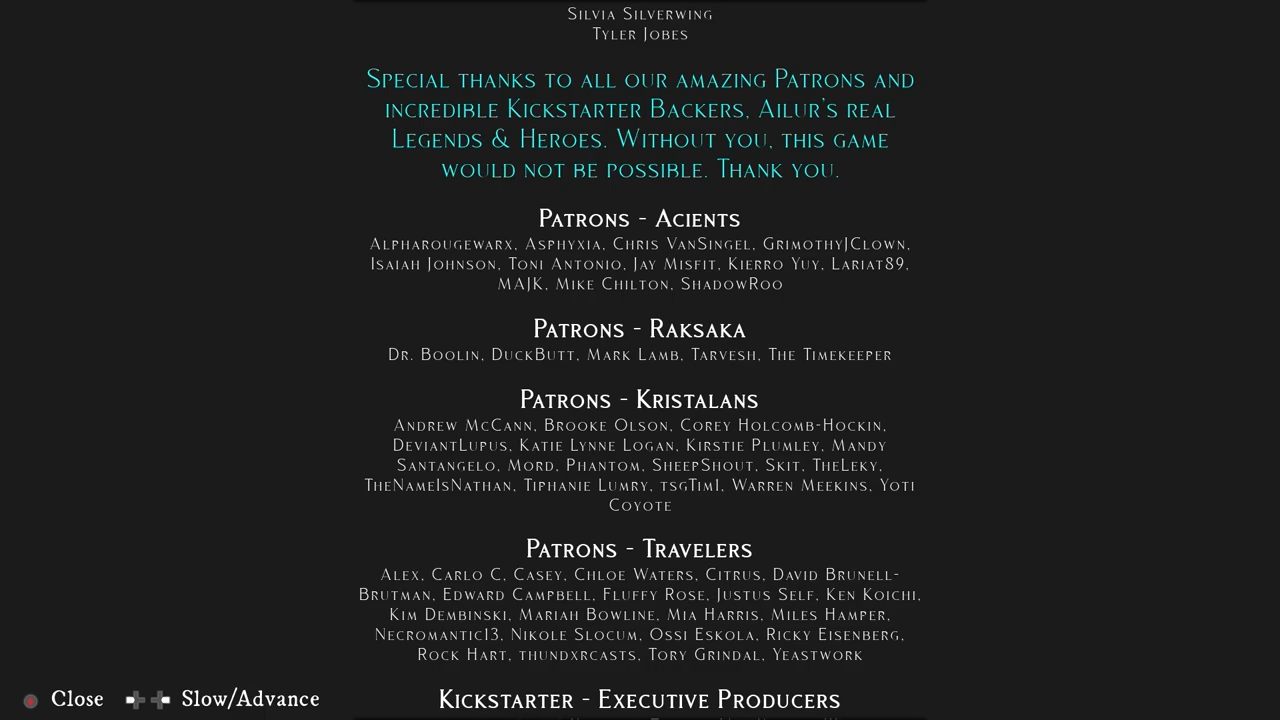 Silvia Silverwing
Tyler Jobes
Special thanks to all our amazing Patrons and
incredible Kickstarter Backers, Ailur's real
Legends & Heroes. Without you, this game
would not be possible. Thank you.
Patrons - Acients
Alpharougewarx, Asphyxia, Chris VanSingel, GrimothyJClown,
Isaiah Johnson, Toni Antonio, Jay Misfit, Kierro Yuy, Lariat89,
MAJK, Mike Chilton, ShadowRoo
Patrons - Raksaka
Dr. Boolin, DuckButt, Mark Lamb, Tarvesh, The Timekeeper
Patrons - Kristalans
Andrew McCann, Brooke Olson, Corey Holcomb-Hockin,
DeviantLupus, Katie Lynne Logan, Kirstie Plumley, Mandy
Santangelo, Mord, Phantom, SheepShout, Skit, TheLeky,
TheNameIsNathan, Tiphanie Lumry, tsgTim1, Warren Meekins, Yoti
Coyote
Patrons - Travelers
Alex, Carlo C, Casey, Chloe Waters, Citrus, David Brunell-
Brutman, Edward Campbell, Fluffy Rose, Justus Self, Ken Koichi,
Kim Dembinski, Mariah Bowline, Mia Harris, Miles Hamper,
Necromantic13, Nikole Slocum, Ossi Eskola, Ricky Eisenberg,
Rock Hart, thundxrcasts, Tory Grindal, Yeastwork
Kickstarter - Executive Producers
Close Slow/Advance